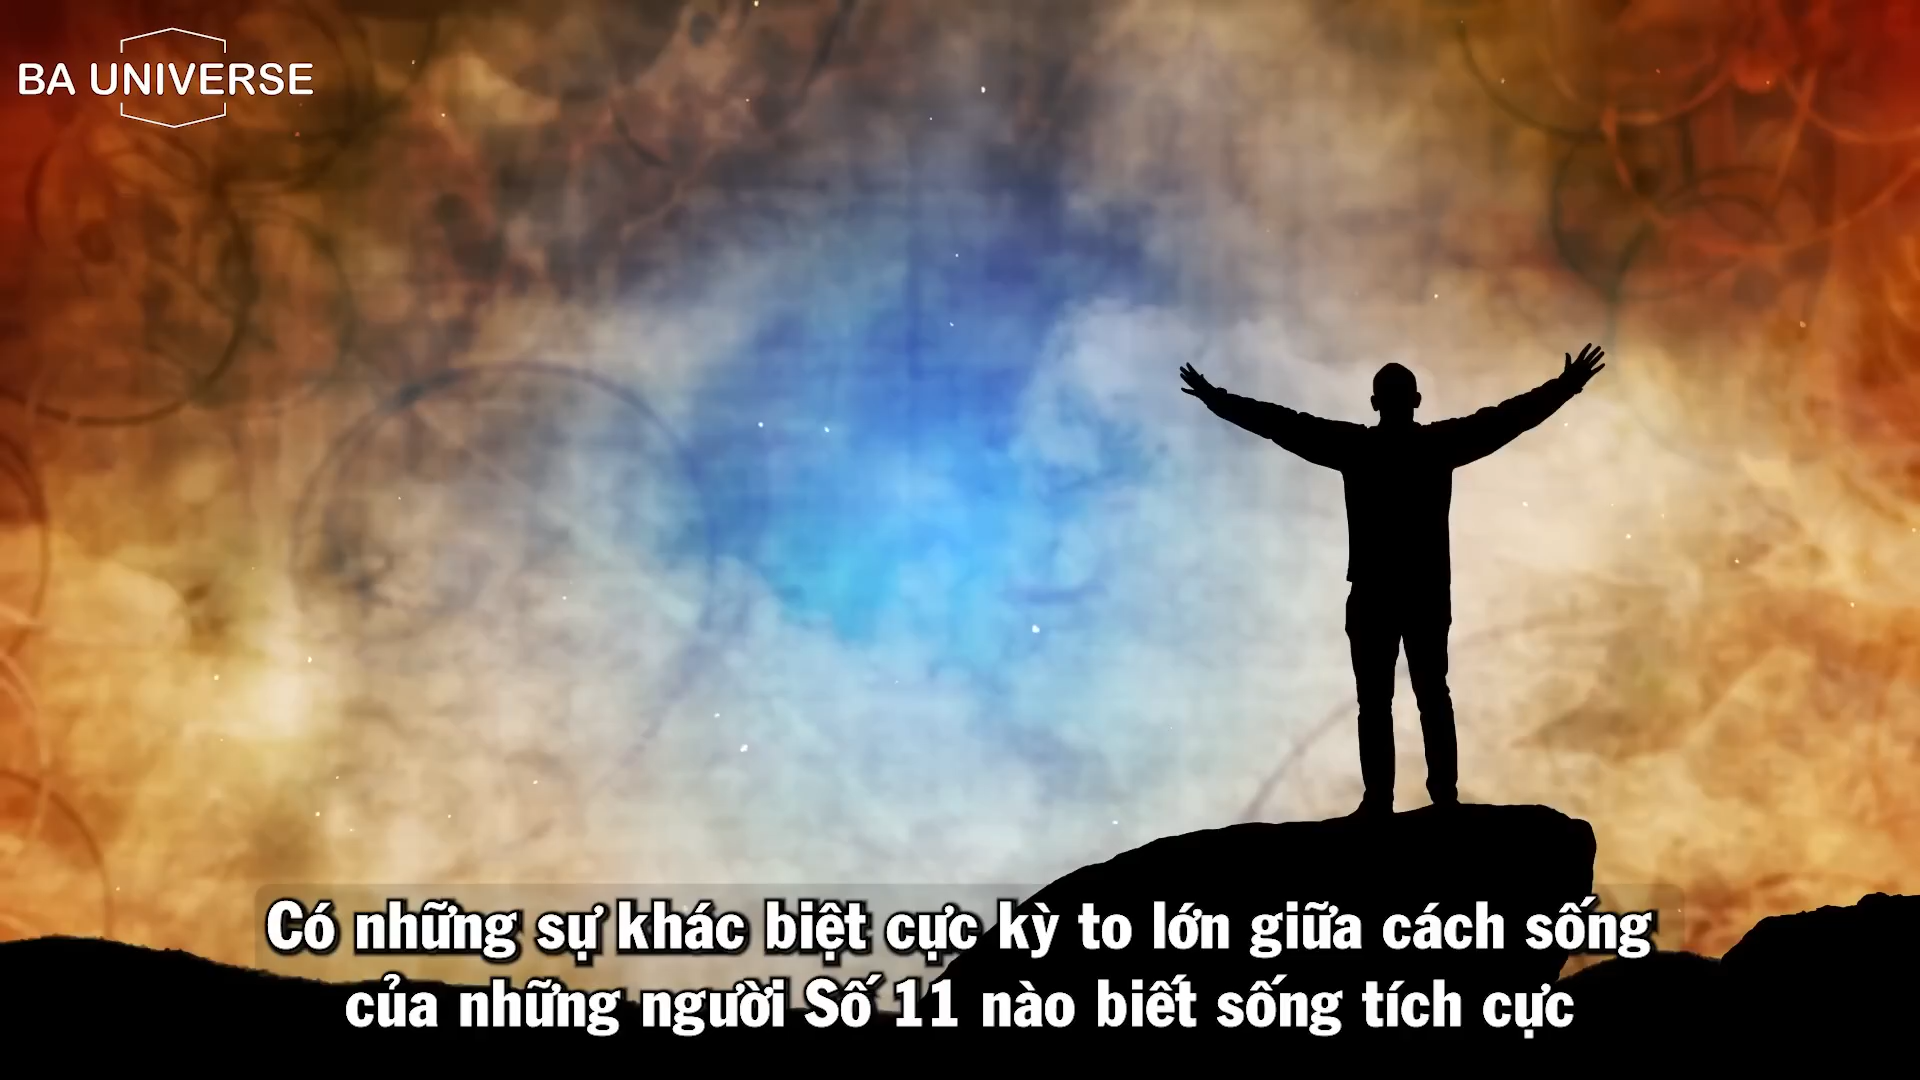 BA UNIVERSE
Có những sự khác biệt cực kỳ to lớn giữa cách sống
của những người Số 11 nào biết sống tích cực